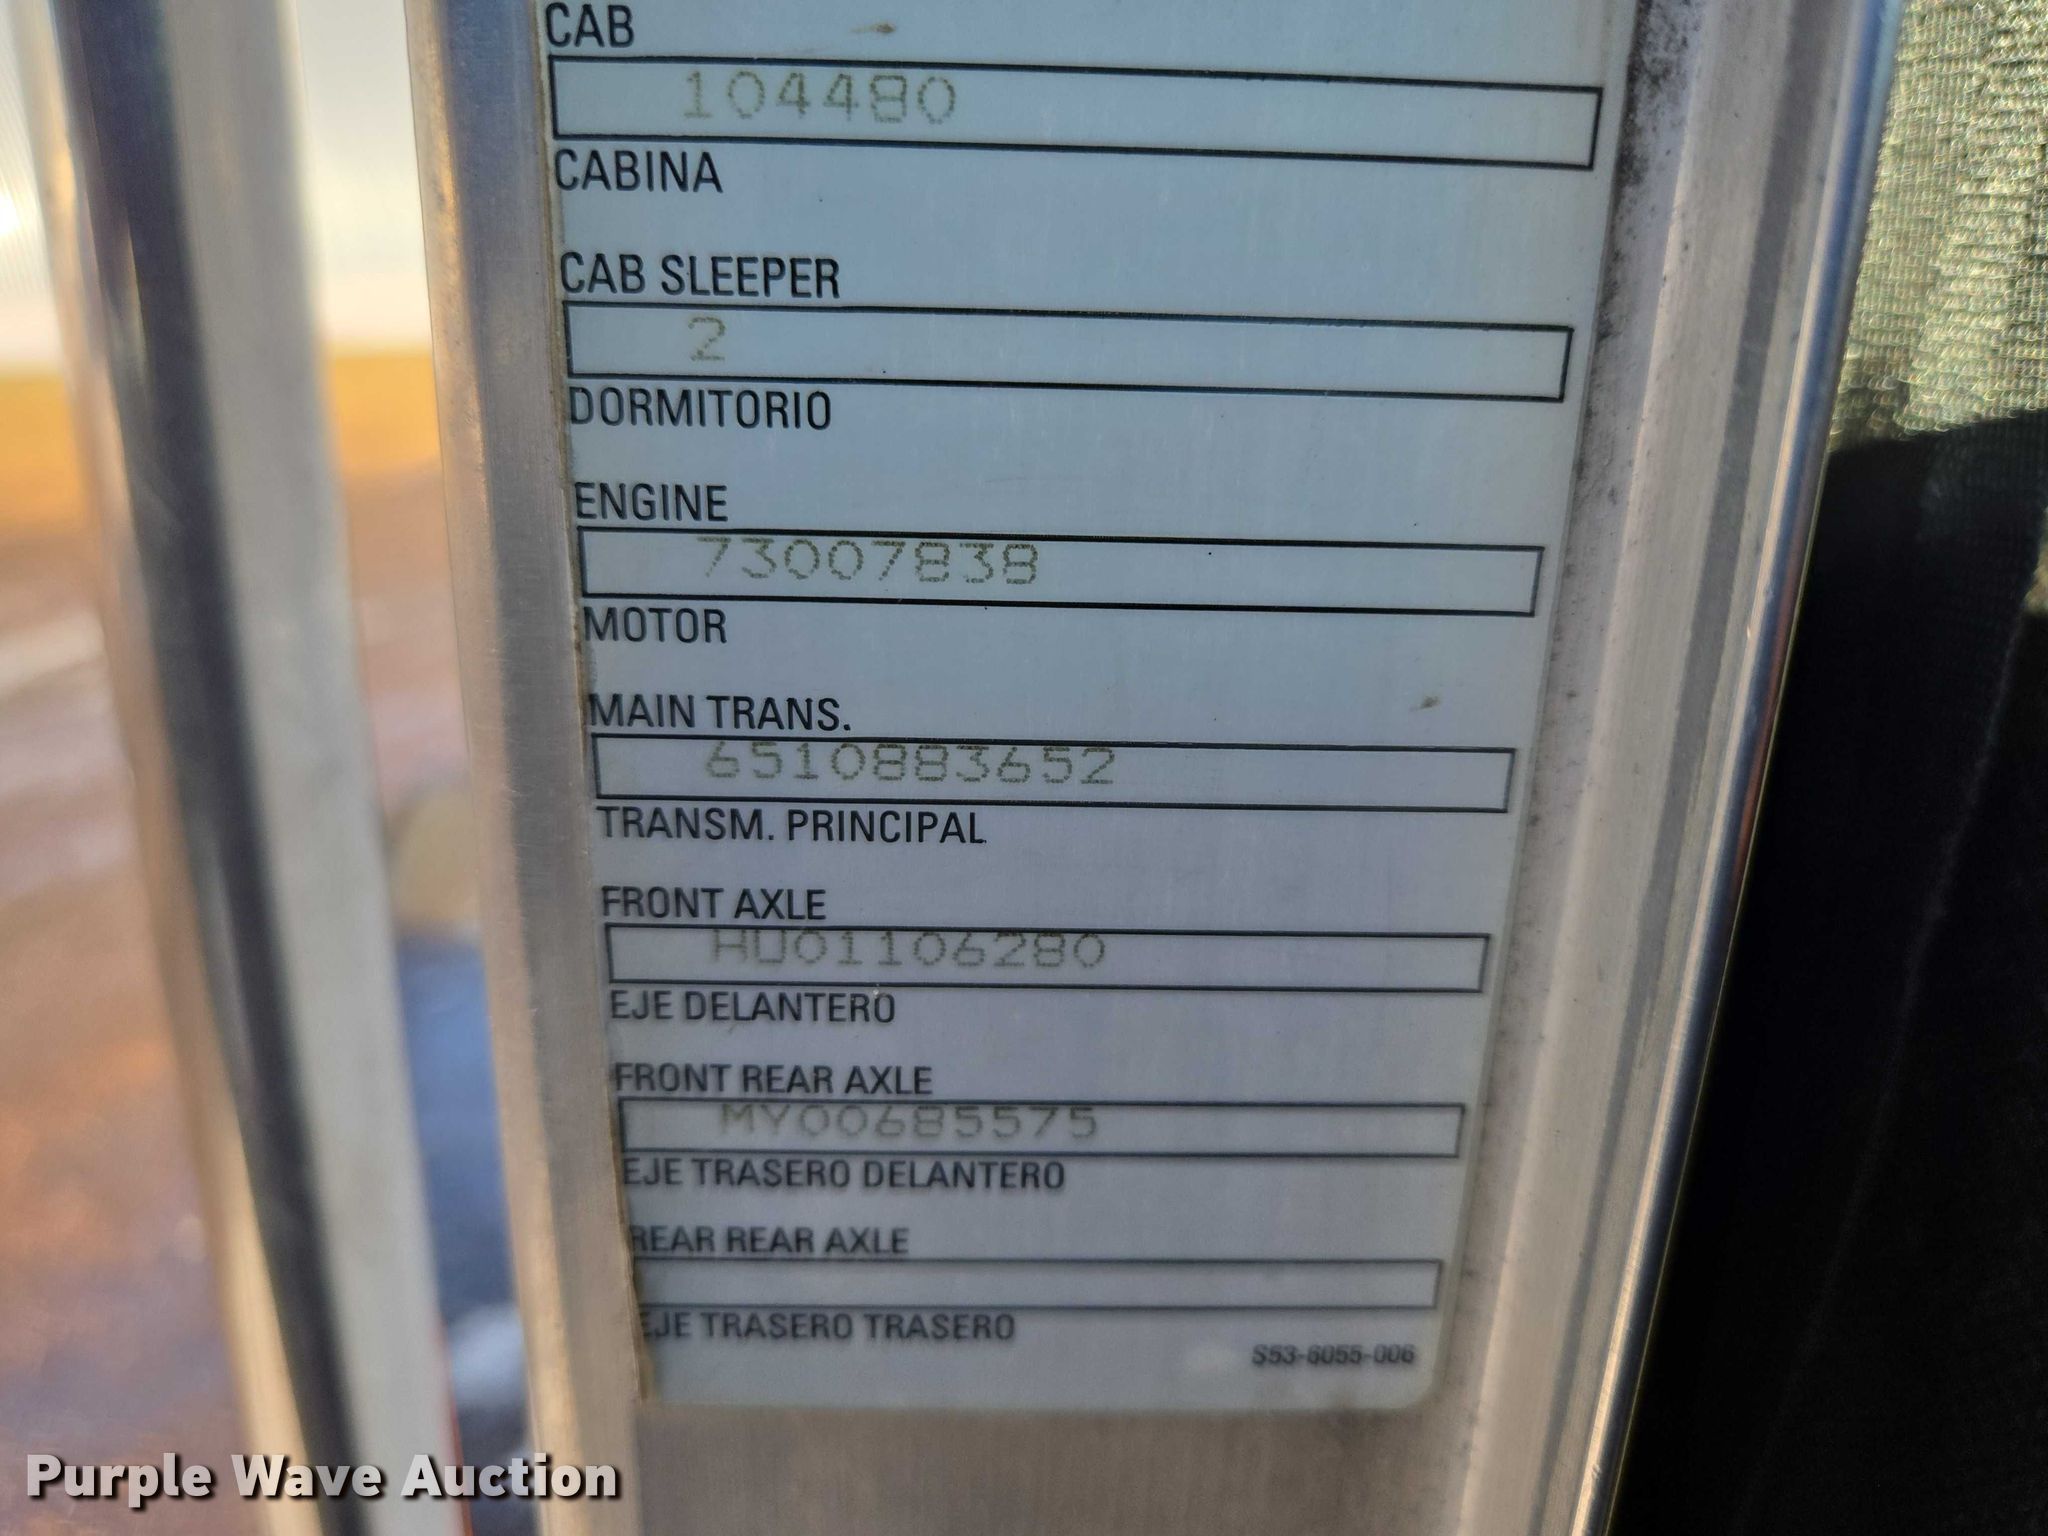 CAB
104480
CABINA
CAB SLEEPER
2
DORMITORIO
ENGINE
73007838
MOTOR
MAIN TRANS.
6510883652
TRANSM. PRINCIPAL
FRONT AXLE
HU01106280
EJE DELANTERO
FRONT REAR AXLE
MY00685575
EJE TRASERO DELANTERO
REAR REAR AXLE
EJE TRASERO TRASERO
S53-6055-006
Purple Wave Auction